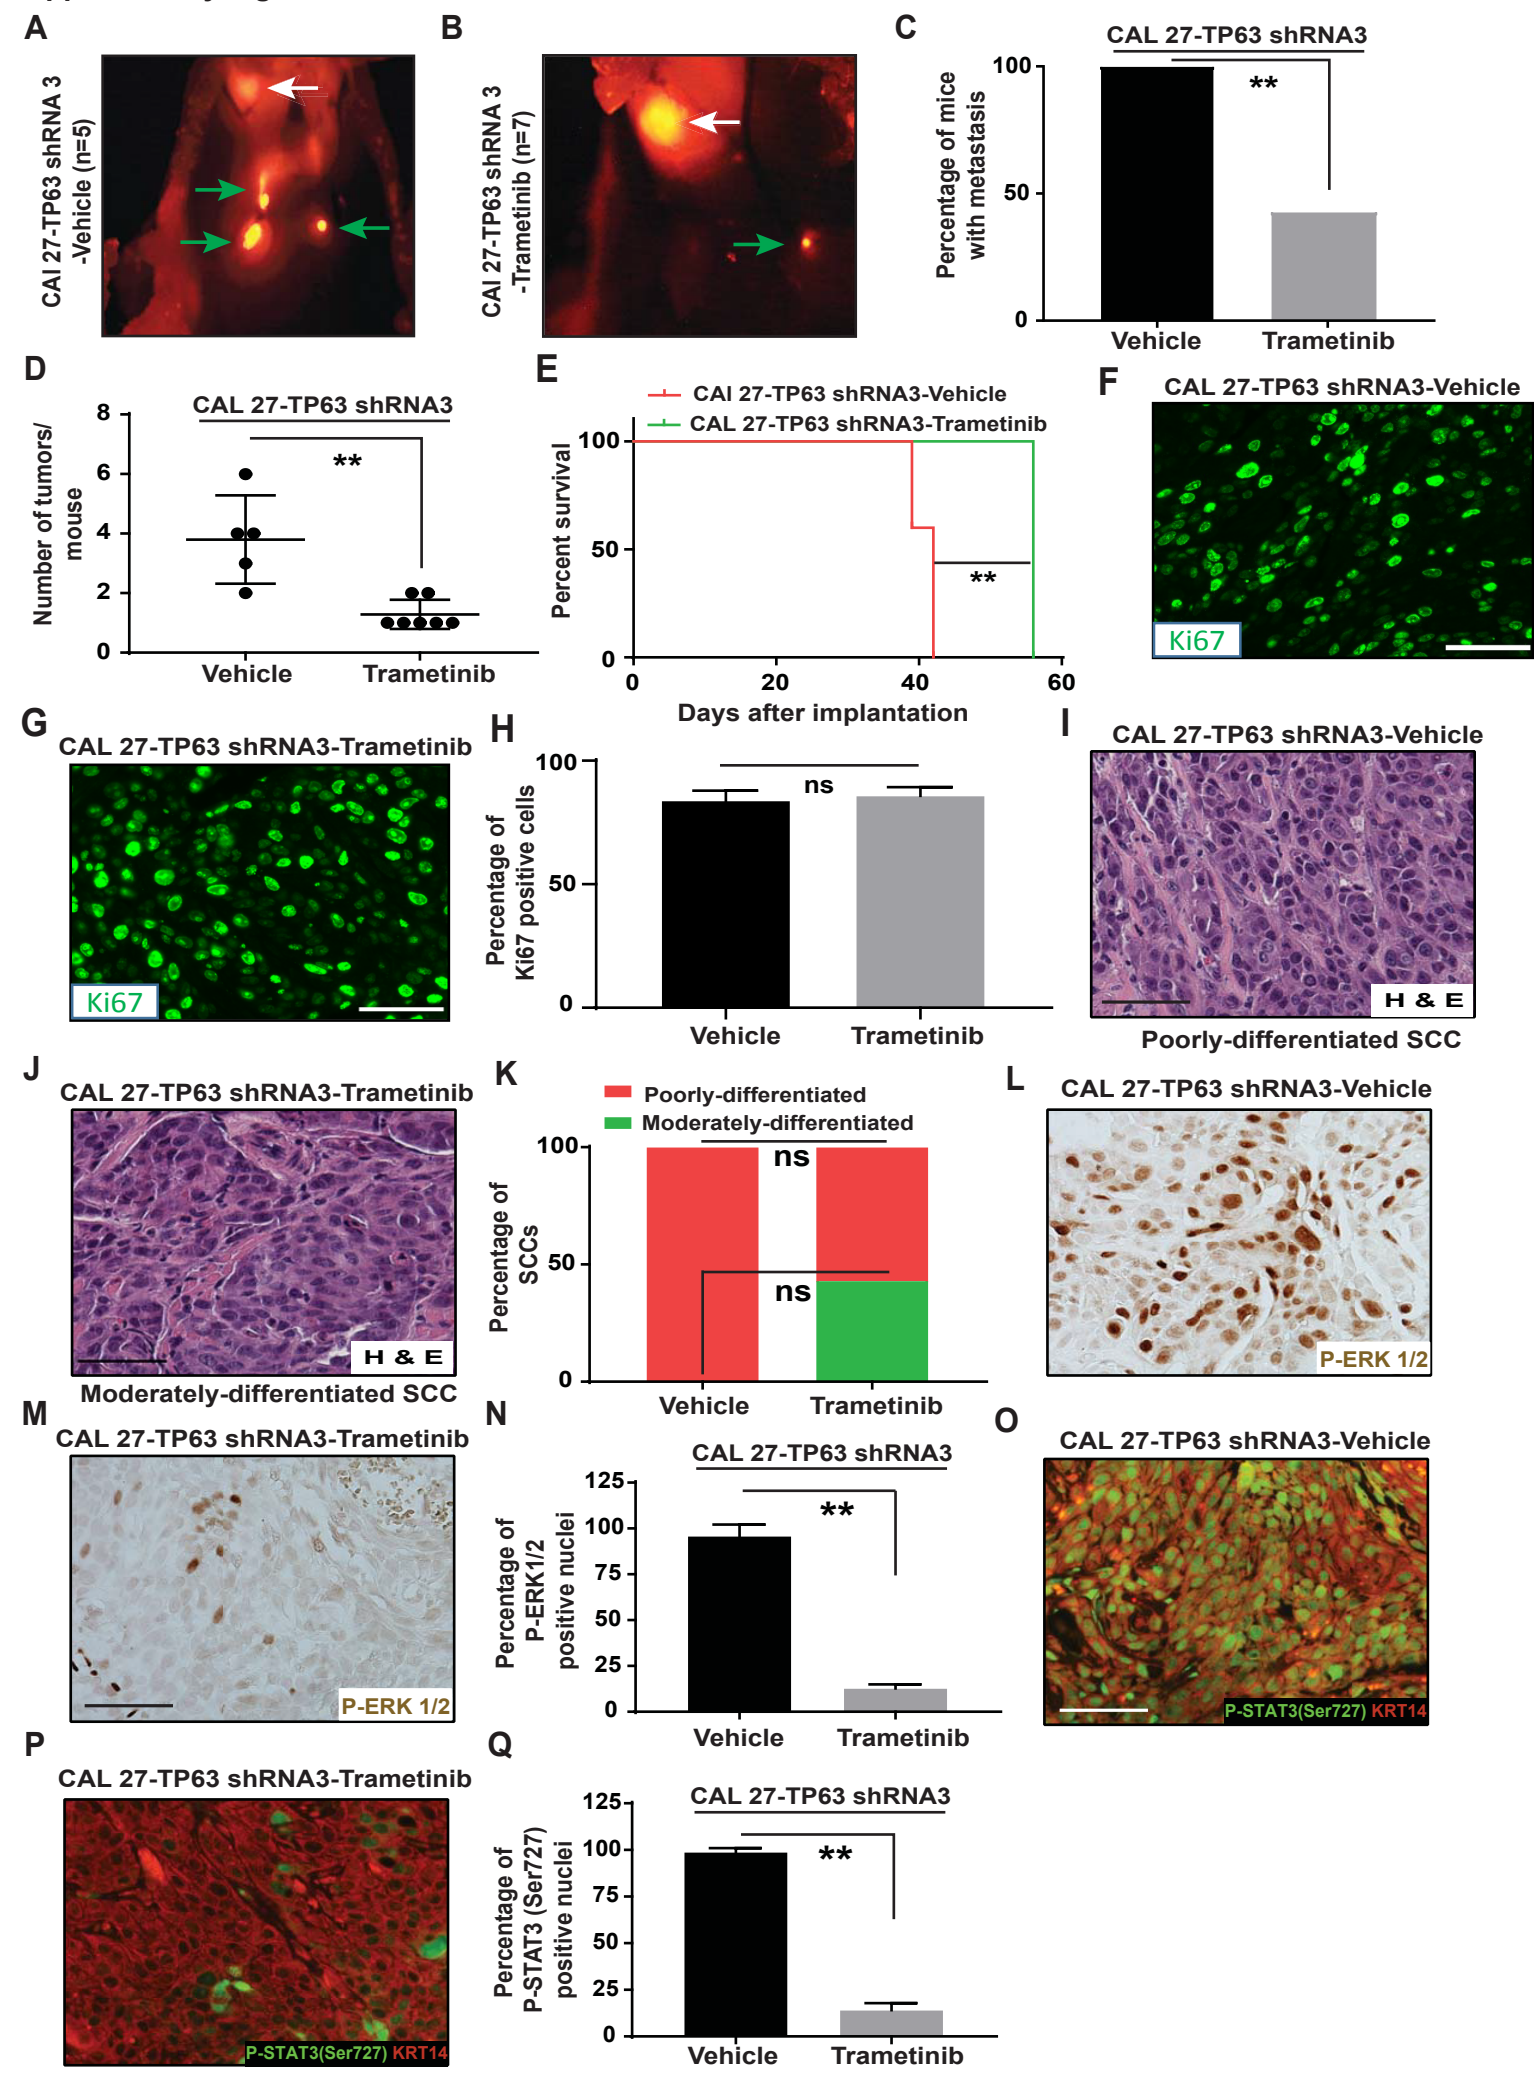 A
CAl 27-TP63 shRNA 3
-Vehicle (n=5)
B
CAl 27-TP63 shRNA 3
-Trametinib (n=7)
C
CAL 27-TP63 shRNA3
Percentage of mice
with metastasis
100
50
0
**
Vehicle
Trametinib
D
CAL 27-TP63 shRNA3
Number of tumors/
mouse
8
6
4
2
0
**
Vehicle
Trametinib
E
CAl 27-TP63 shRNA3-Vehicle
CAL 27-TP63 shRNA3-Trametinib
Percent survival
100
50
0
**
0
20
40
60
Days after implantation
F
CAL 27-TP63 shRNA3-Vehicle
Ki67
G
CAL 27-TP63 shRNA3-Trametinib
Ki67
H
Percentage of
Ki67 positive cells
100
50
0
ns
Vehicle
Trametinib
I
CAL 27-TP63 shRNA3-Vehicle
H & E
Poorly-differentiated SCC
J
CAL 27-TP63 shRNA3-Trametinib
H & E
Moderately-differentiated SCC
K
Poorly-differentiated
Moderately-differentiated
Percentage of
SCCs
100
50
0
ns
ns
Vehicle
Trametinib
L
CAL 27-TP63 shRNA3-Vehicle
P-ERK 1/2
M
CAL 27-TP63 shRNA3-Trametinib
P-ERK 1/2
N
CAL 27-TP63 shRNA3
Percentage of
P-ERK1/2
positive nuclei
125
100
75
50
25
0
**
Vehicle
Trametinib
O
CAL 27-TP63 shRNA3-Vehicle
P-STAT3(Ser727) KRT14
P
CAL 27-TP63 shRNA3-Trametinib
P-STAT3(Ser727) KRT14
Q
CAL 27-TP63 shRNA3
Percentage of
P-STAT3 (Ser727)
positive nuclei
125
100
75
50
25
0
**
Vehicle
Trametinib